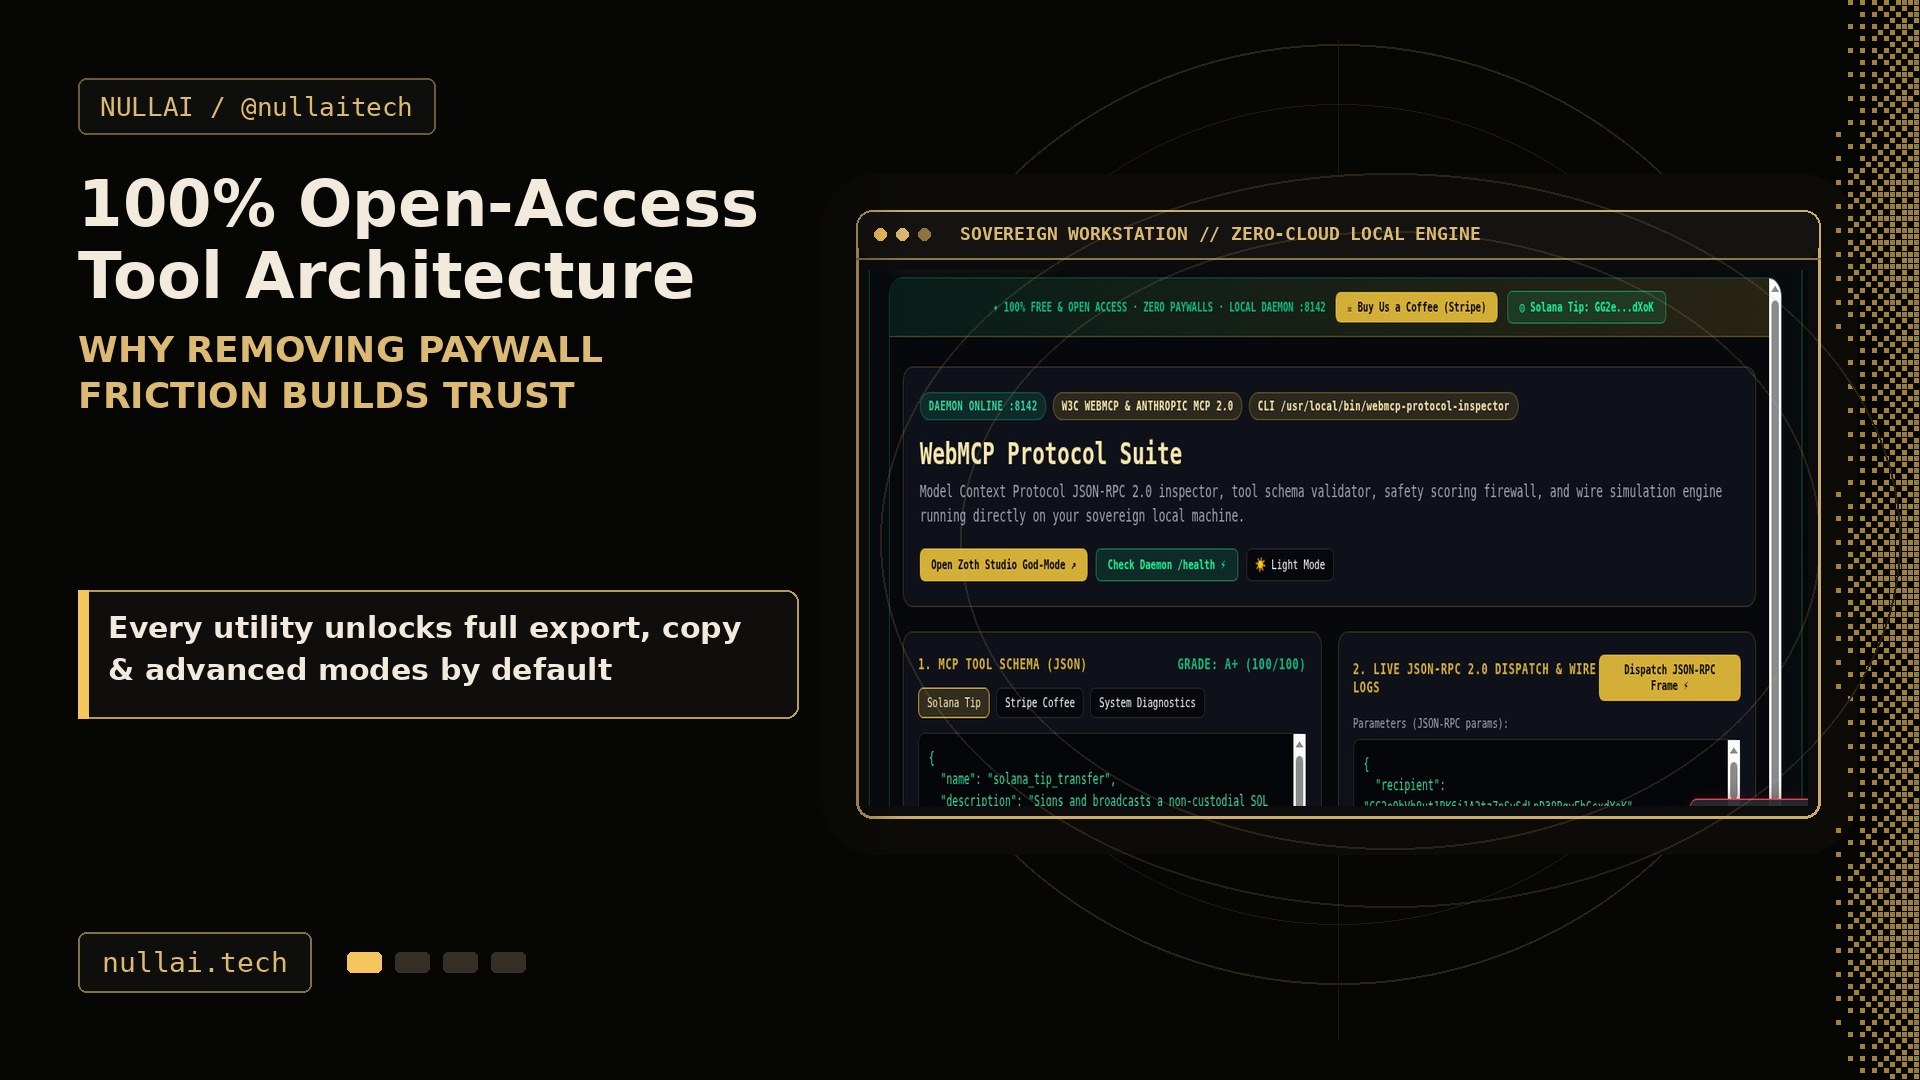 NULLAI / @nullaitech
100% Open-Access
Tool Architecture
WHY REMOVING PAYWALL
FRICTION BUILDS TRUST
Every utility unlocks full export, copy
& advanced modes by default
nullai.tech
SOVEREIGN WORKSTATION // ZERO-CLOUD LOCAL ENGINE
100% FREE & OPEN ACCESS · ZERO PAYWALLS · LOCAL DAEMON :8142
Buy Us a Coffee (Stripe)
Solana Tip: GG2e...dXoK
DAEMON ONLINE :8142
W3C WEBMCP & ANTHROPIC MCP 2.0
CLI /usr/local/bin/webmcp-protocol-inspector
WebMCP Protocol Suite
Model Context Protocol JSON-RPC 2.0 inspector, tool schema validator, safety scoring firewall, and wire simulation engine
running directly on your sovereign local machine.
Open Zoth Studio God-Mode ↗
Check Daemon /health ⚡
☀️ Light Mode
1. MCP TOOL SCHEMA (JSON)
GRADE: A+ (100/100)
Solana Tip
Stripe Coffee
System Diagnostics
{
"name": "solana_tip_transfer",
"description": "Signs and broadcasts a non-custodial SOL
2. LIVE JSON-RPC 2.0 DISPATCH & WIRE
LOGS
Dispatch JSON-RPC
Frame ⚡
Parameters (JSON-RPC params):
{
"recipient":